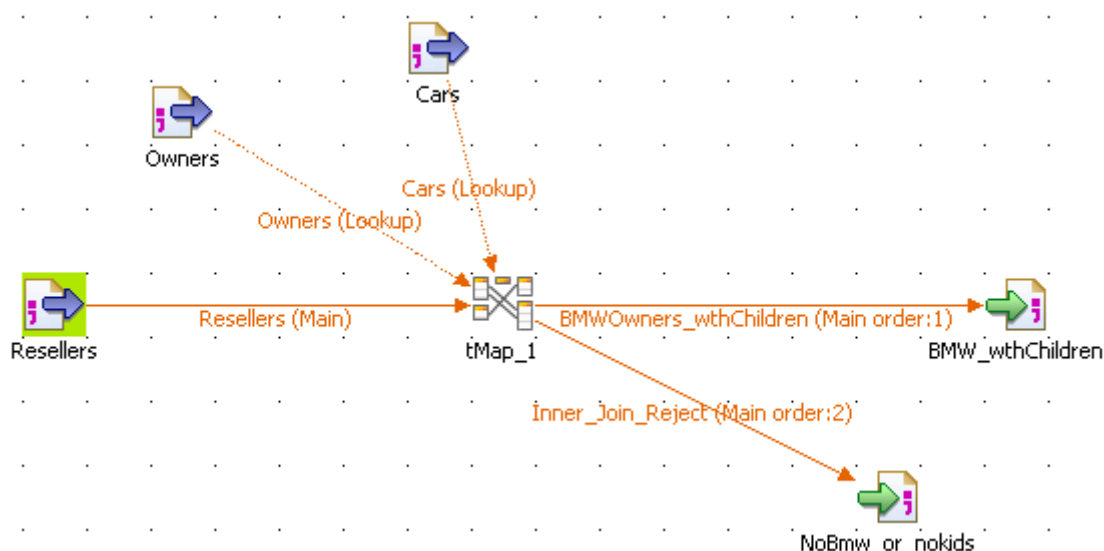 Cars
Owners
Cars (Lookup)
Owners (Lookup)
Resellers (Main)
BMWOwners_wthChildren (Main order:1)
Resellers
tMap_1
BMW_wthChildren
Inner_Join_Reject (Main order:2)
NoBmw_or_nokids